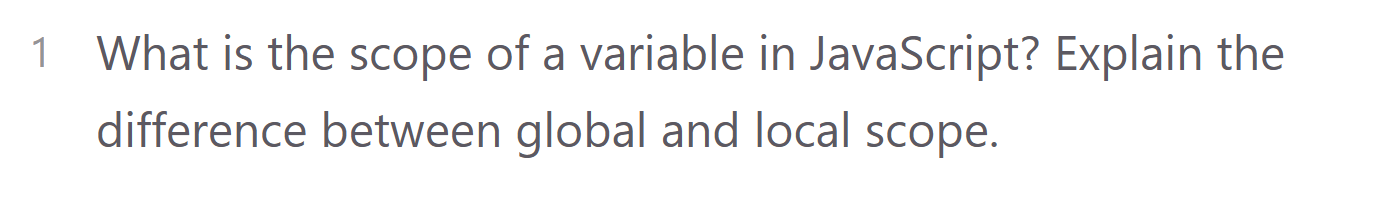 1 What is the scope of a variable in JavaScript? Explain the
difference between global and local scope.